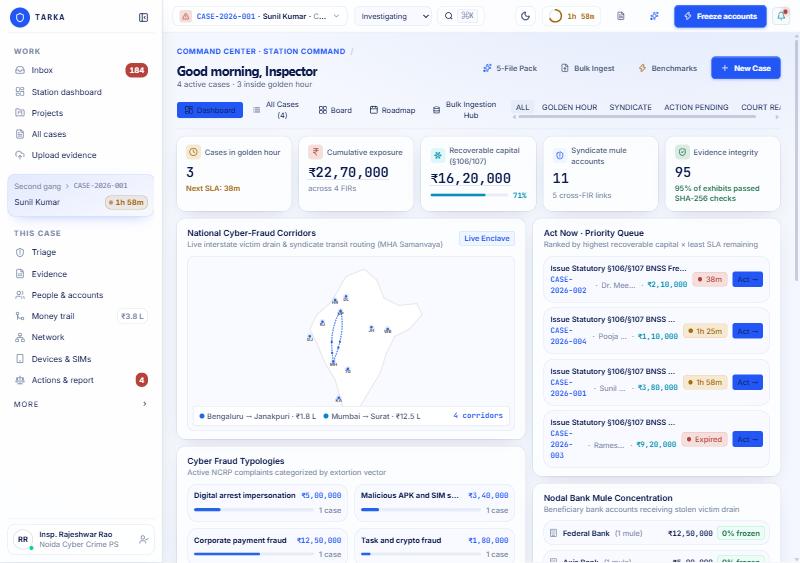 TARKA
CASE-2026-001 · Sunil Kumar · C...
Investigating
⌘K
1h 58m
Freeze accounts
WORK
Inbox 184
Station dashboard
Projects
All cases
Upload evidence
Second gang > CASE-2026-001
Sunil Kumar 1h 58m
THIS CASE
Triage
Evidence
People & accounts
Money trail ₹3.8 L
Network
Devices & SIMs
Actions & report 4
MORE
RR
Insp. Rajeshwar Rao
Noida Cyber Crime PS
COMMAND CENTER · STATION COMMAND /
Good morning, Inspector
4 active cases · 3 inside golden hour
5-File Pack
Bulk Ingest
Benchmarks
+ New Case
Dashboard
All Cases (4)
Board
Roadmap
Bulk Ingestion Hub
ALL GOLDEN HOUR SYNDICATE ACTION PENDING COURT REA
Cases in golden hour
3
Next SLA: 38m
Cumulative exposure
₹22,70,000
across 4 FIRs
Recoverable capital (§106/107)
₹16,20,000
71%
Syndicate mule accounts
11
5 cross-FIR links
Evidence integrity
95
95% of exhibits passed SHA-256 checks
National Cyber-Fraud Corridors
Live interstate victim drain & syndicate transit routing (MHA Samanvaya)
Live Enclave
Bengaluru → Janakpuri · ₹1.8 L
Mumbai → Surat · ₹12.5 L
4 corridors
Act Now · Priority Queue
Ranked by highest recoverable capital × least SLA remaining
Issue Statutory §106/§107 BNSS Fre...
CASE-2026-002 · Dr. Mee... · ₹2,10,000 38m Act →
Issue Statutory §106/§107 BNSS ...
CASE-2026-004 · Pooja ... · ₹1,10,000 1h 25m Act →
Issue Statutory §106/§107 BNSS ...
CASE-2026-001 · Sunil ... · ₹3,80,000 1h 58m Act →
Issue Statutory §106/§107 BNSS ...
CASE-2026-003 · Rames... · ₹9,20,000 Expired Act →
Cyber Fraud Typologies
Active NCRP complaints categorized by extortion vector
Digital arrest impersonation ₹5,00,000
1 case
Malicious APK and SIM s... ₹3,40,000
1 case
Corporate payment fraud ₹12,50,000
1 case
Task and crypto fraud ₹1,80,000
1 case
Nodal Bank Mule Concentration
Beneficiary bank accounts receiving stolen victim drain
Federal Bank (1 mule) ₹12,50,000 0% frozen